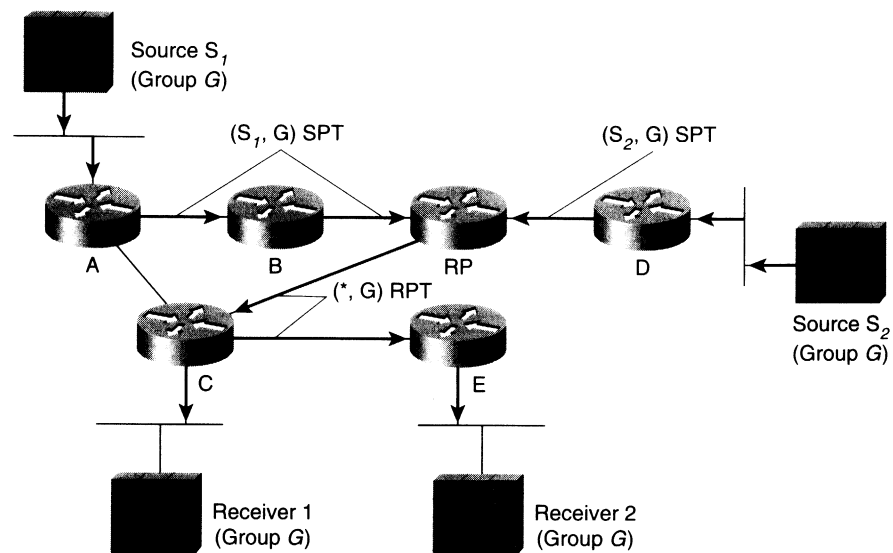 Source S1
(Group G)
(S1, G) SPT
(S2, G) SPT
A
B
RP
D
(*, G) RPT
Source S2
(Group G)
C
E
Receiver 1
(Group G)
Receiver 2
(Group G)